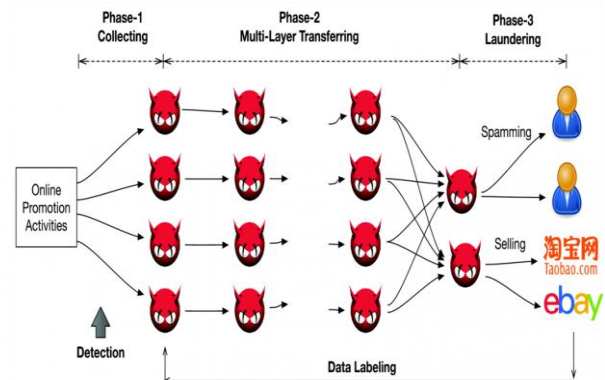 Phase-1
Collecting
Phase-2
Multi-Layer Transferring
Phase-3
Laundering
Online
Promotion
Activities
Spamming
Selling
淘宝网
Taobao.com
ebay
Detection
Data Labeling